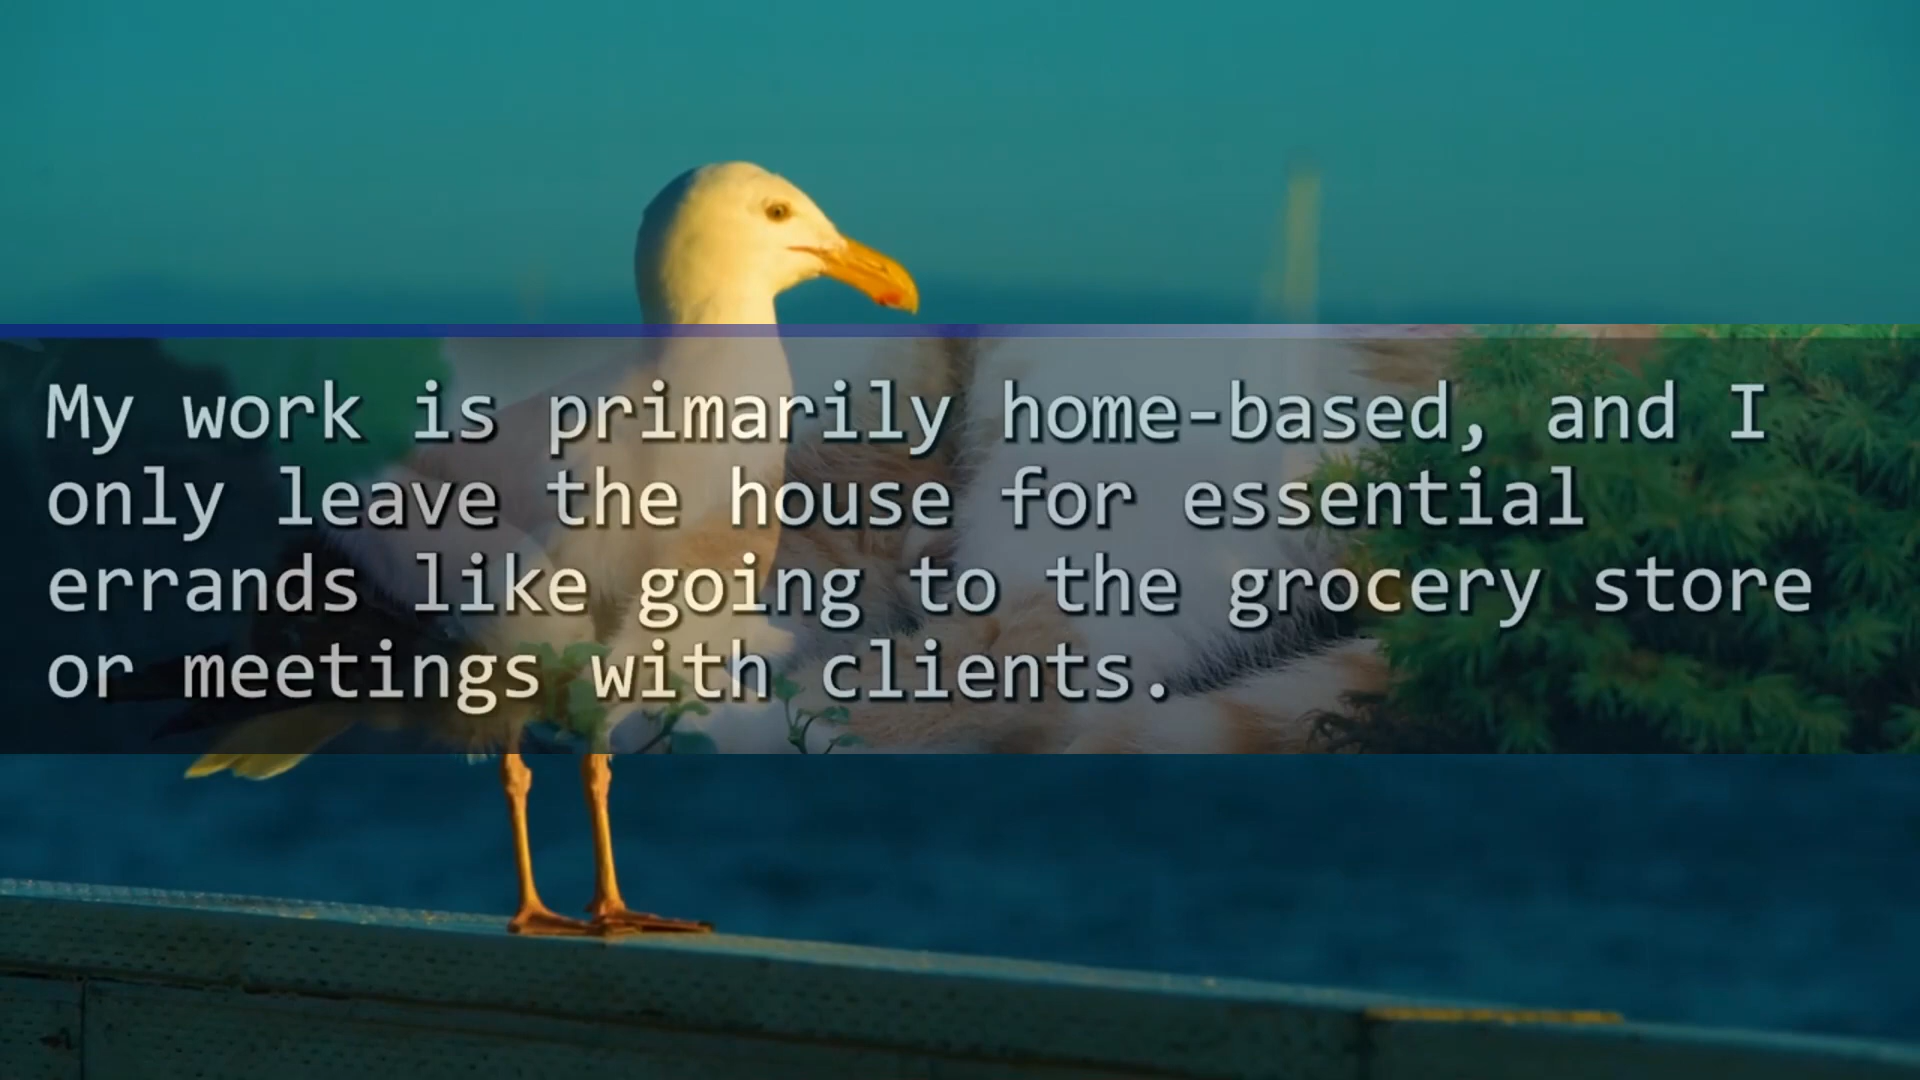 My work is primarily home-based, and I
only leave the house for essential
errands like going to the grocery store
or meetings with clients.